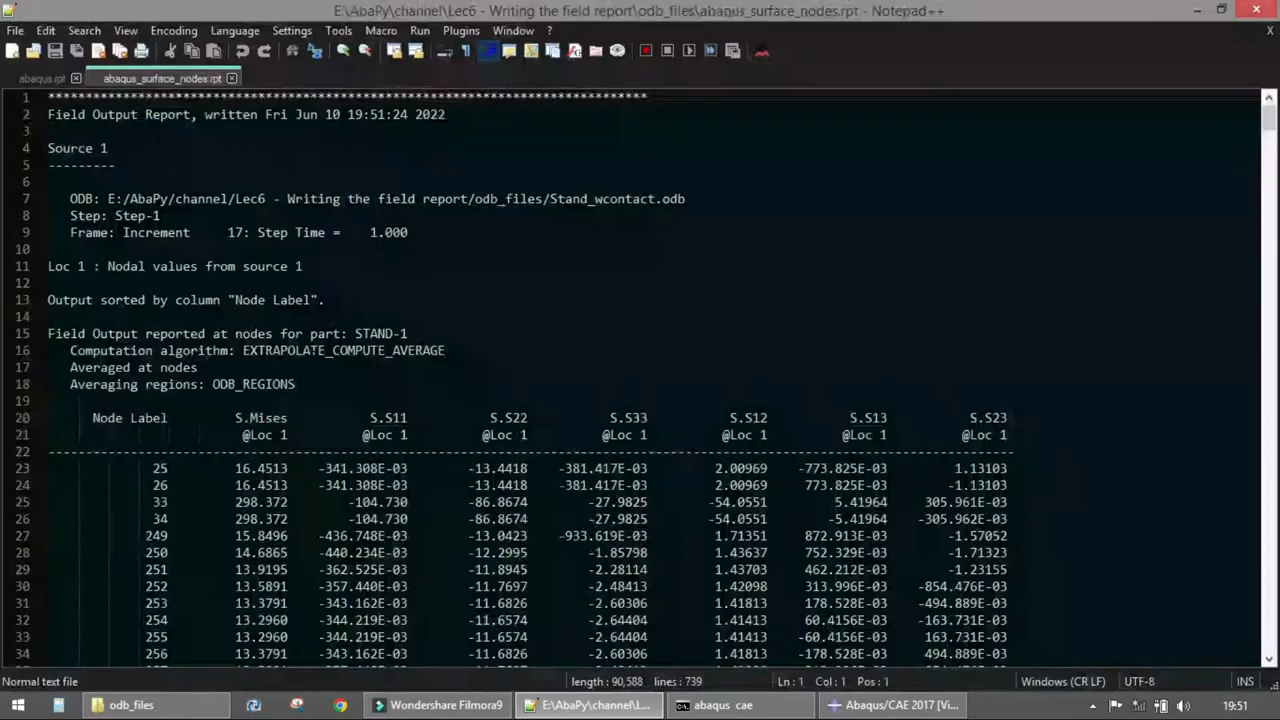 E:\AbaPy\channel\Lec6 - Writing the field report\odb_files\abaqus_surface_nodes.rpt - Notepad++
File Edit Search View Encoding Language Settings Tools Macro Run Plugins Window ? X
abaqus.rpt abaqus_surface_nodes.rpt
1 ********************************************************************************
2 Field Output Report, written Fri Jun 10 19:51:24 2022
3
4 Source 1
5 ---------
6
7 ODB: E:/AbaPy/channel/Lec6 - Writing the field report/odb_files/Stand_wcontact.odb
8 Step: Step-1
9 Frame: Increment 17: Step Time = 1.000
10
11 Loc 1 : Nodal values from source 1
12
13 Output sorted by column "Node Label".
14
15 Field Output reported at nodes for part: STAND-1
16 Computation algorithm: EXTRAPOLATE_COMPUTE_AVERAGE
17 Averaged at nodes
18 Averaging regions: ODB_REGIONS
19
20 Node Label S.Mises S.S11 S.S22 S.S33 S.S12 S.S13 S.S23
21 @Loc 1 @Loc 1 @Loc 1 @Loc 1 @Loc 1 @Loc 1 @Loc 1
22 ---------------------------------------------------------------------------------------------------------------------------------
23 25 16.4513 -341.308E-03 -13.4418 -381.417E-03 2.00969 -773.825E-03 1.13103
24 26 16.4513 -341.308E-03 -13.4418 -381.417E-03 2.00969 773.825E-03 -1.13103
25 33 298.372 -104.730 -86.8674 -27.9825 -54.0551 5.41964 305.961E-03
26 34 298.372 -104.730 -86.8674 -27.9825 -54.0551 -5.41964 -305.962E-03
27 249 15.8496 -436.748E-03 -13.0423 -933.619E-03 1.71351 872.913E-03 -1.57052
28 250 14.6865 -440.234E-03 -12.2995 -1.85798 1.43637 752.329E-03 -1.71323
29 251 13.9195 -362.525E-03 -11.8945 -2.28114 1.43703 462.212E-03 -1.23155
30 252 13.5891 -357.440E-03 -11.7697 -2.48413 1.42098 313.996E-03 -854.476E-03
31 253 13.3791 -343.162E-03 -11.6826 -2.60306 1.41813 178.528E-03 -494.889E-03
32 254 13.2960 -344.219E-03 -11.6574 -2.64404 1.41413 60.4156E-03 -163.731E-03
33 255 13.2960 -344.219E-03 -11.6574 -2.64404 1.41413 -60.4156E-03 163.731E-03
34 256 13.3791 -343.162E-03 -11.6826 -2.60306 1.41813 -178.528E-03 494.889E-03
Normal text file length : 90,588 lines : 739 Ln : 1 Col : 1 Pos : 1 Windows (CR LF) UTF-8 INS
odb_files Wondershare Filmora9 E:\AbaPy\channel\L... abaqus cae Abaqus/CAE 2017 [Vi... 19:51